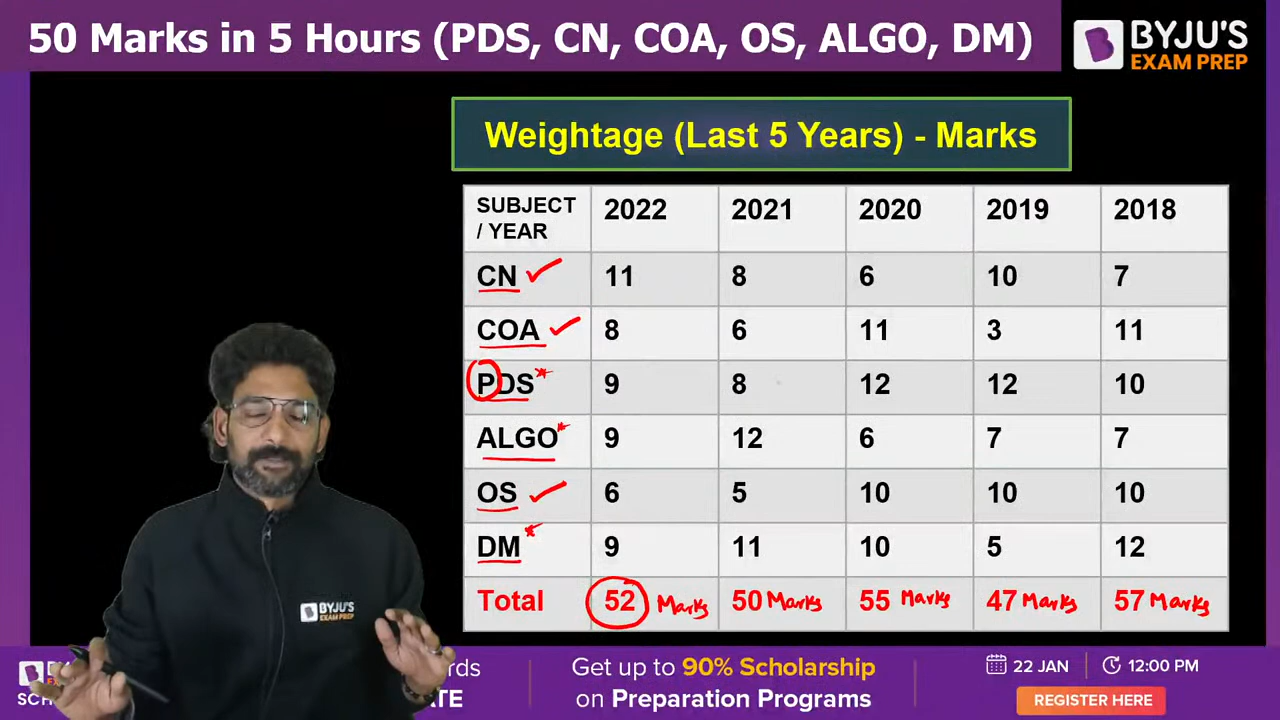 50 Marks in 5 Hours (PDS, CN, COA, OS, ALGO, DM)
BYJU'S
EXAM PREP
Weightage (Last 5 Years) - Marks
SUBJECT / YEAR 2022 2021 2020 2019 2018
CN 11 8 6 10 7
COA 8 6 11 3 11
PDS* 9 8 12 12 10
ALGO* 9 12 6 7 7
OS 6 5 10 10 10
DM* 9 11 10 5 12
Total 52 Marks 50 Marks 55 Marks 47 Marks 57 Marks
BYJU'S
EXAM PREP
Get up to 90% Scholarship
on Preparation Programs
22 JAN 12:00 PM
REGISTER HERE